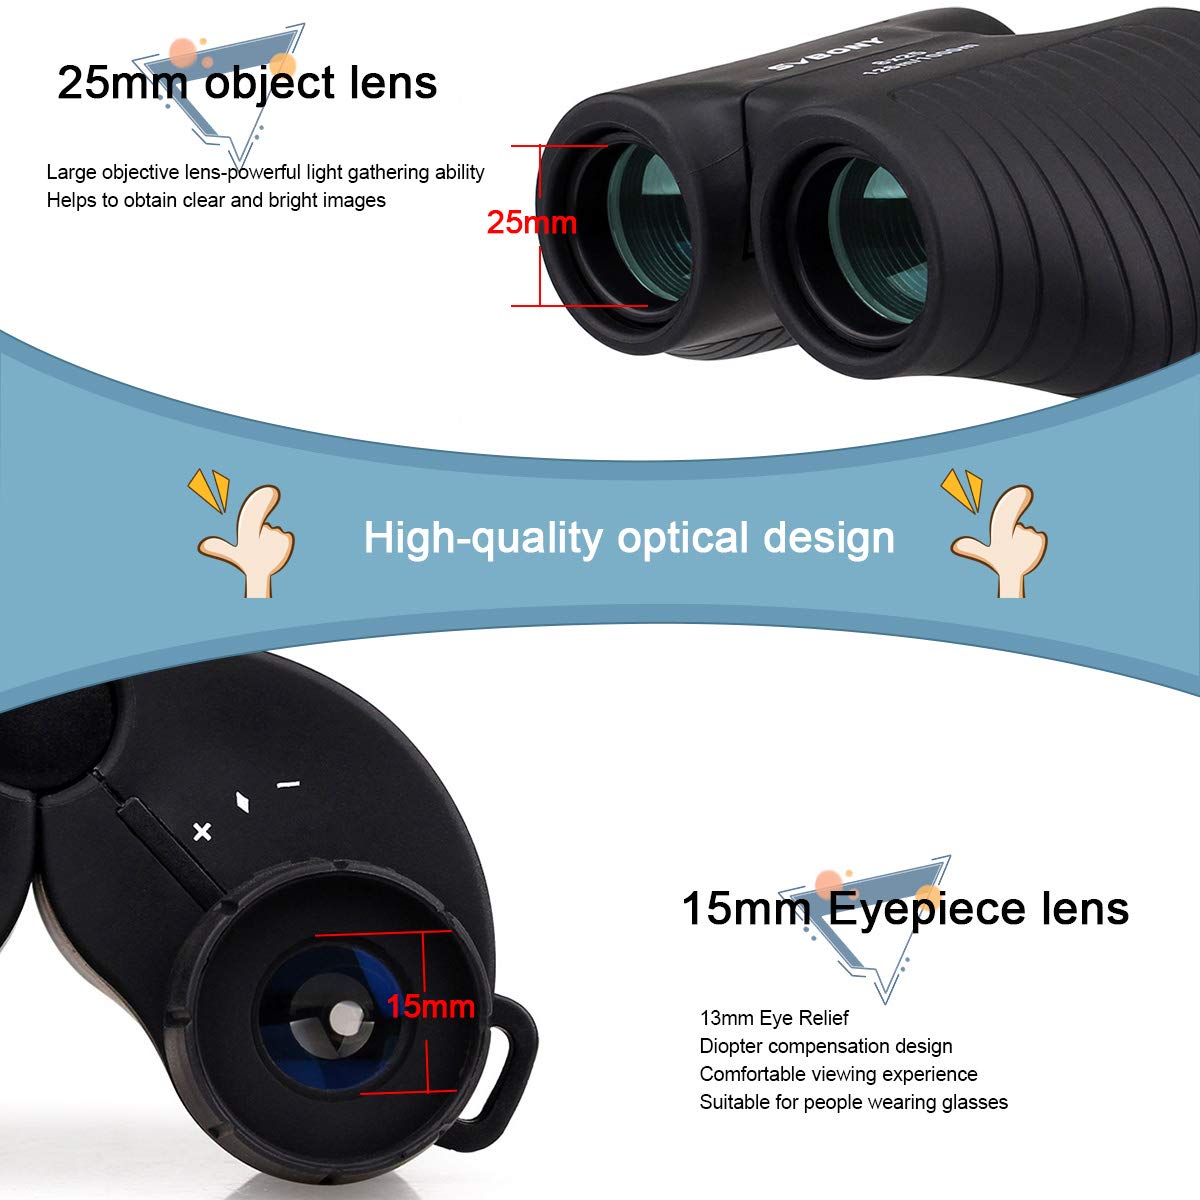 25mm object lens
Large objective lens-powerful light gathering ability
Helps to obtain clear and bright images
SVBONY
8x25
126m/1000m
25mm
High-quality optical design
15mm
15mm Eyepiece lens
13mm Eye Relief
Diopter compensation design
Comfortable viewing experience
Suitable for people wearing glasses